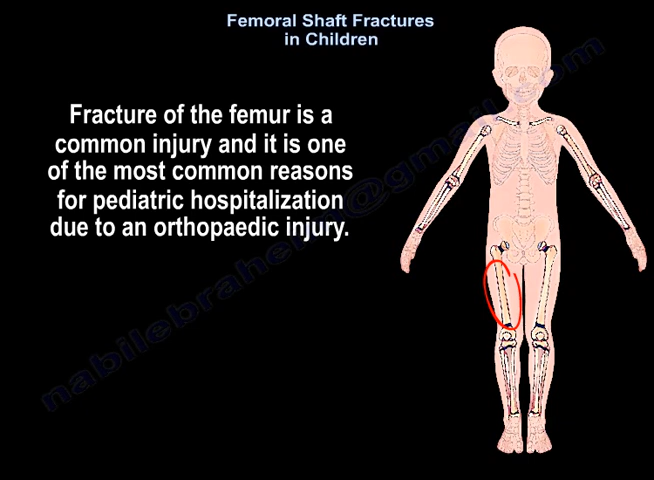 Femoral Shaft Fractures
in Children
Fracture of the femur is a
common injury and it is one
of the most common reasons
for pediatric hospitalization
due to an orthopaedic injury.
nabilebraheim@gmail.com